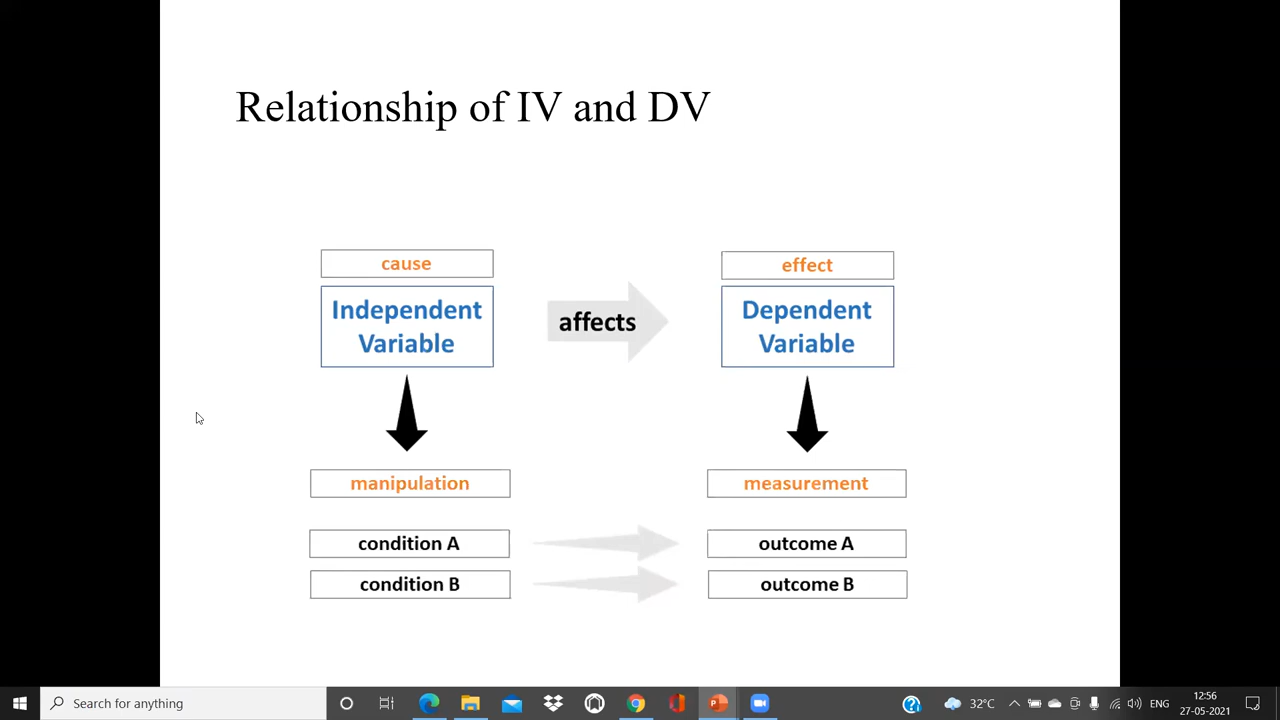 Relationship of IV and DV
cause
effect
Independent
Variable
affects
Dependent
Variable
manipulation
measurement
condition A
outcome A
condition B
outcome B
Search for anything
32°C
ENG
12:56
27-05-2021